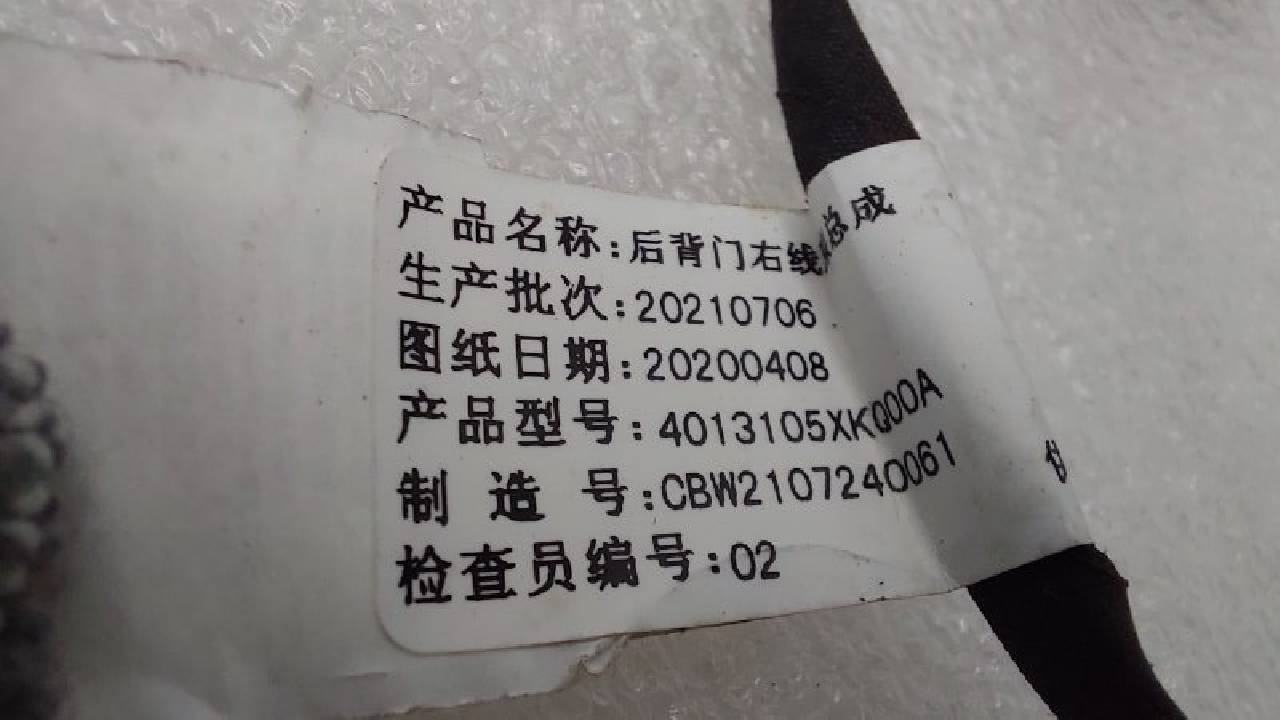 产品名称:后背门右线束总成
生产批次:20210706
图纸日期:20200408
产品型号:4013105XKQ00A
制 造 号:CBW2107240061
检查员编号:02